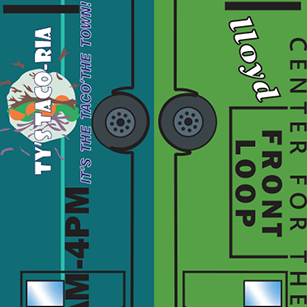 TY'S TACO-RIA
IT'S THE TACO'THE TOWN!
AM-4PM
lloyd
FRONT
LOOP
CENTER FOR THE